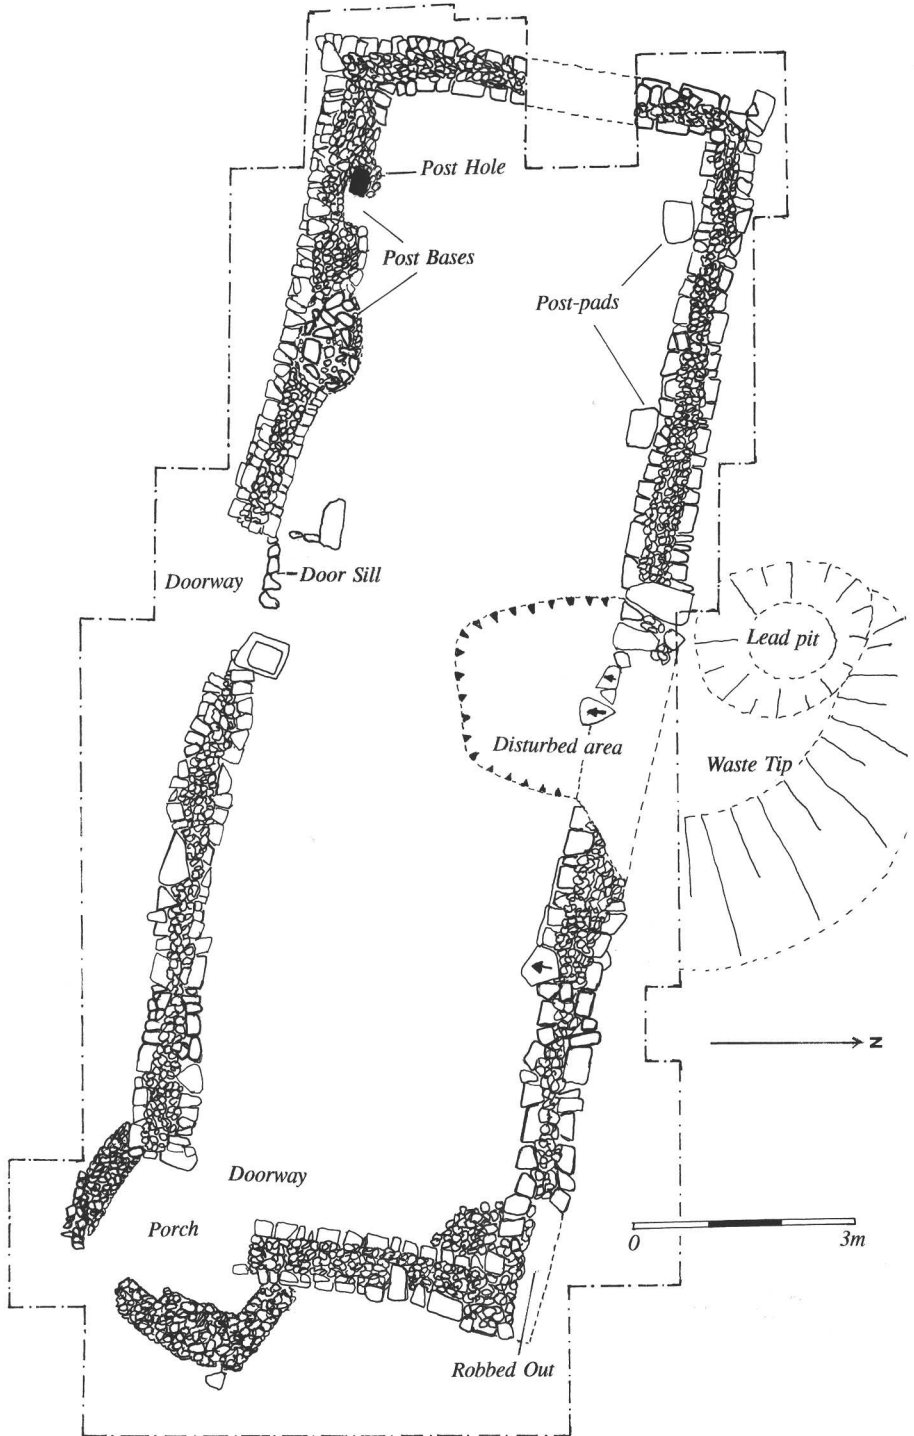 Post Hole
Post Bases
Post-pads
Doorway
Door Sill
Lead pit
Disturbed area
Waste Tip
N
Doorway
Porch
0
3m
Robbed Out